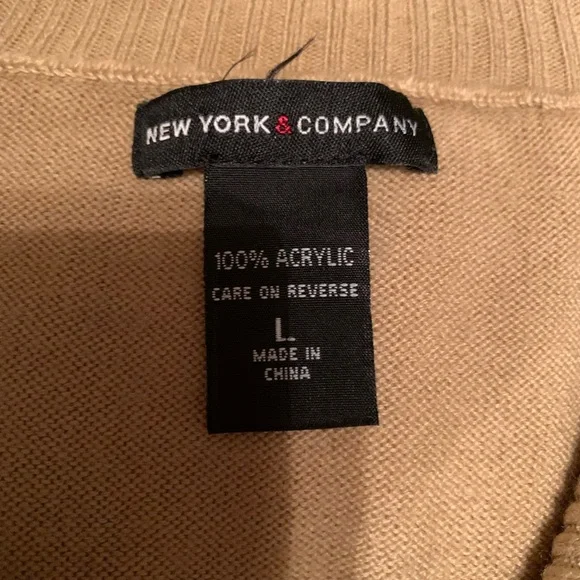 NEW YORK & COMPANY
100% ACRYLIC
CARE ON REVERSE
L
MADE IN
CHINA